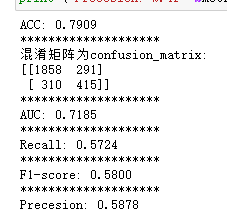 ACC: 0.7909
********************
混淆矩阵为confusion_matrix:
[[1858  291]
 [ 310  415]]
********************
AUC: 0.7185
********************
Recall: 0.5724
********************
F1-score: 0.5800
********************
Precesion: 0.5878